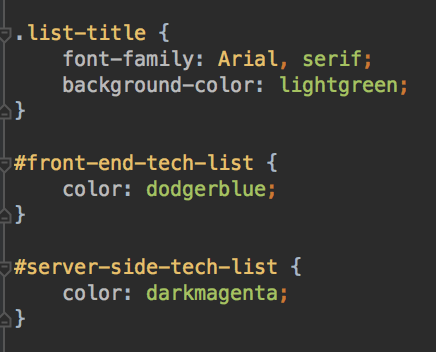 .list-title {
    font-family: Arial, serif;
    background-color: lightgreen;
}

#front-end-tech-list {
    color: dodgerblue;
}

#server-side-tech-list {
    color: darkmagenta;
}